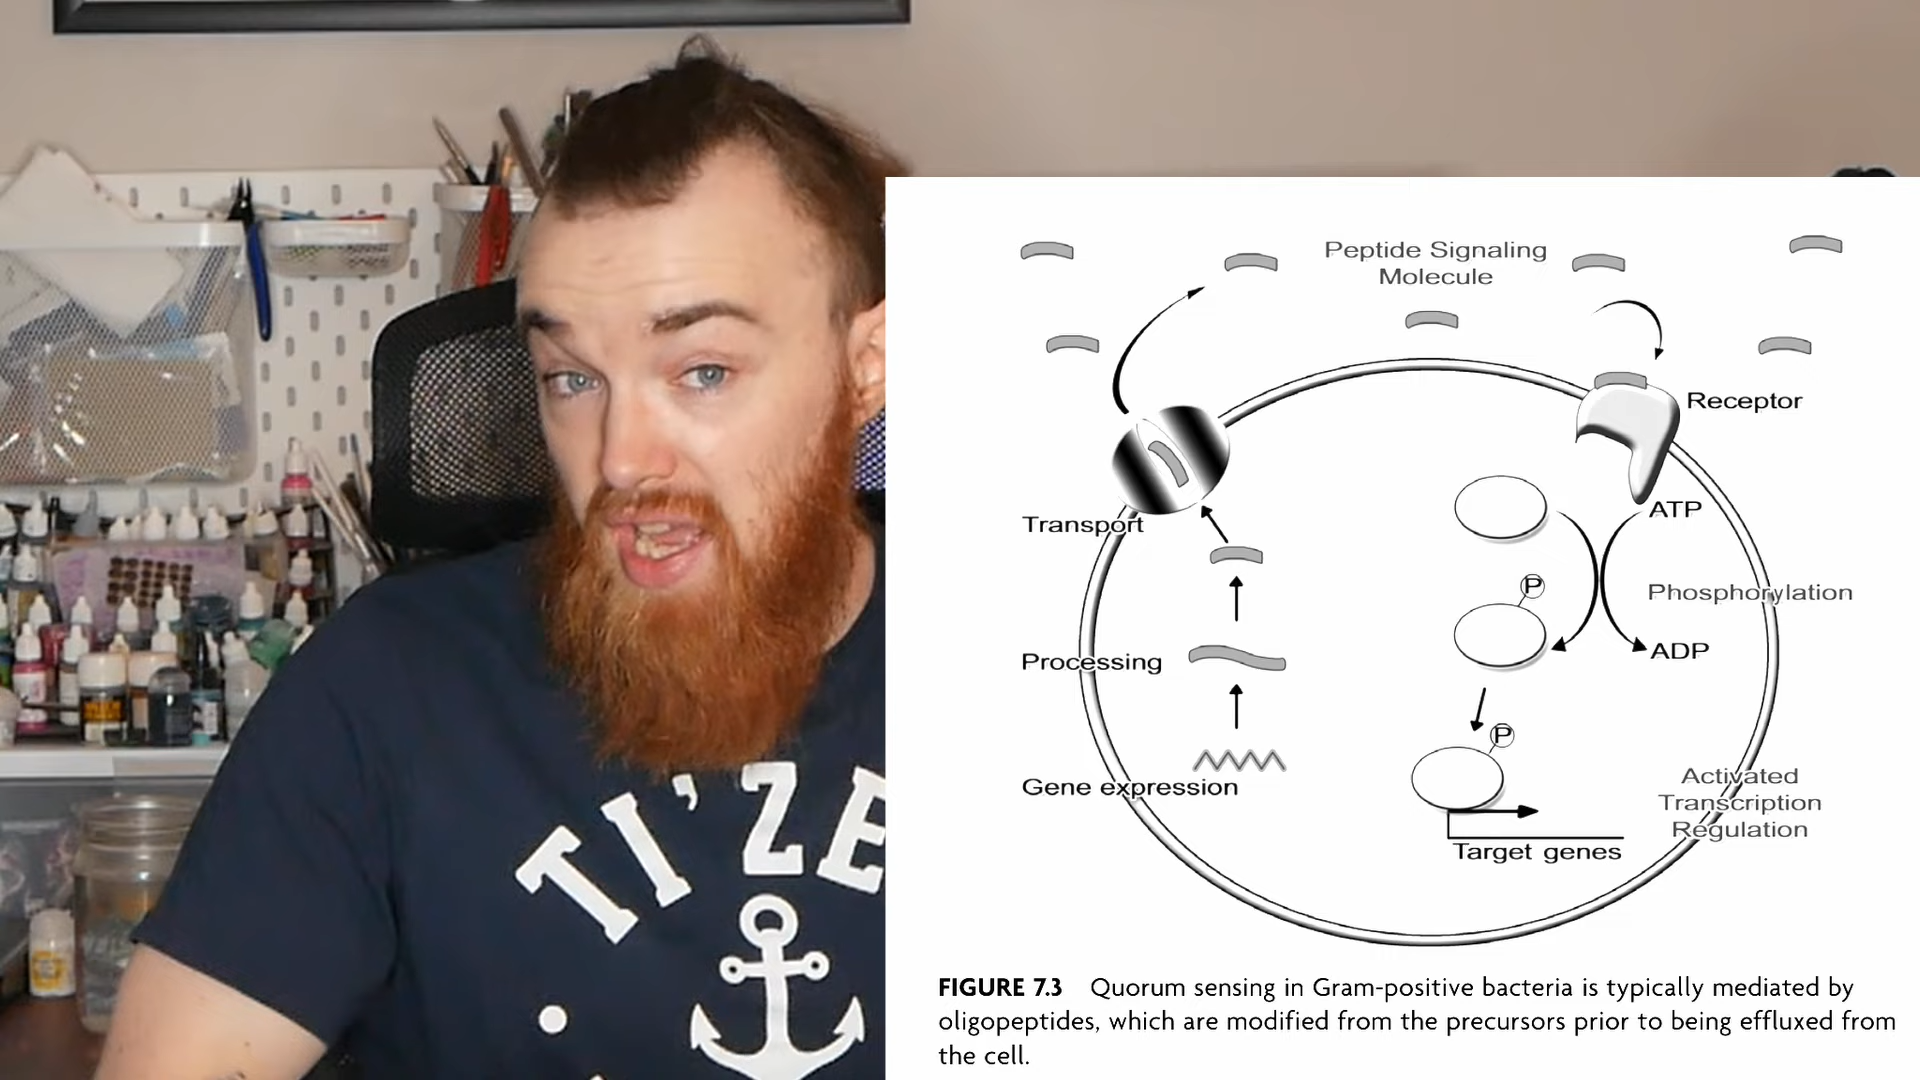 TI'ZE
Peptide Signaling
Molecule
Receptor
Transport
ATP
P
Phosphorylation
Processing
ADP
P
Gene expression
Activated
Transcription
Regulation
Target genes
FIGURE 7.3 Quorum sensing in Gram-positive bacteria is typically mediated by
oligopeptides, which are modified from the precursors prior to being effluxed from
the cell.